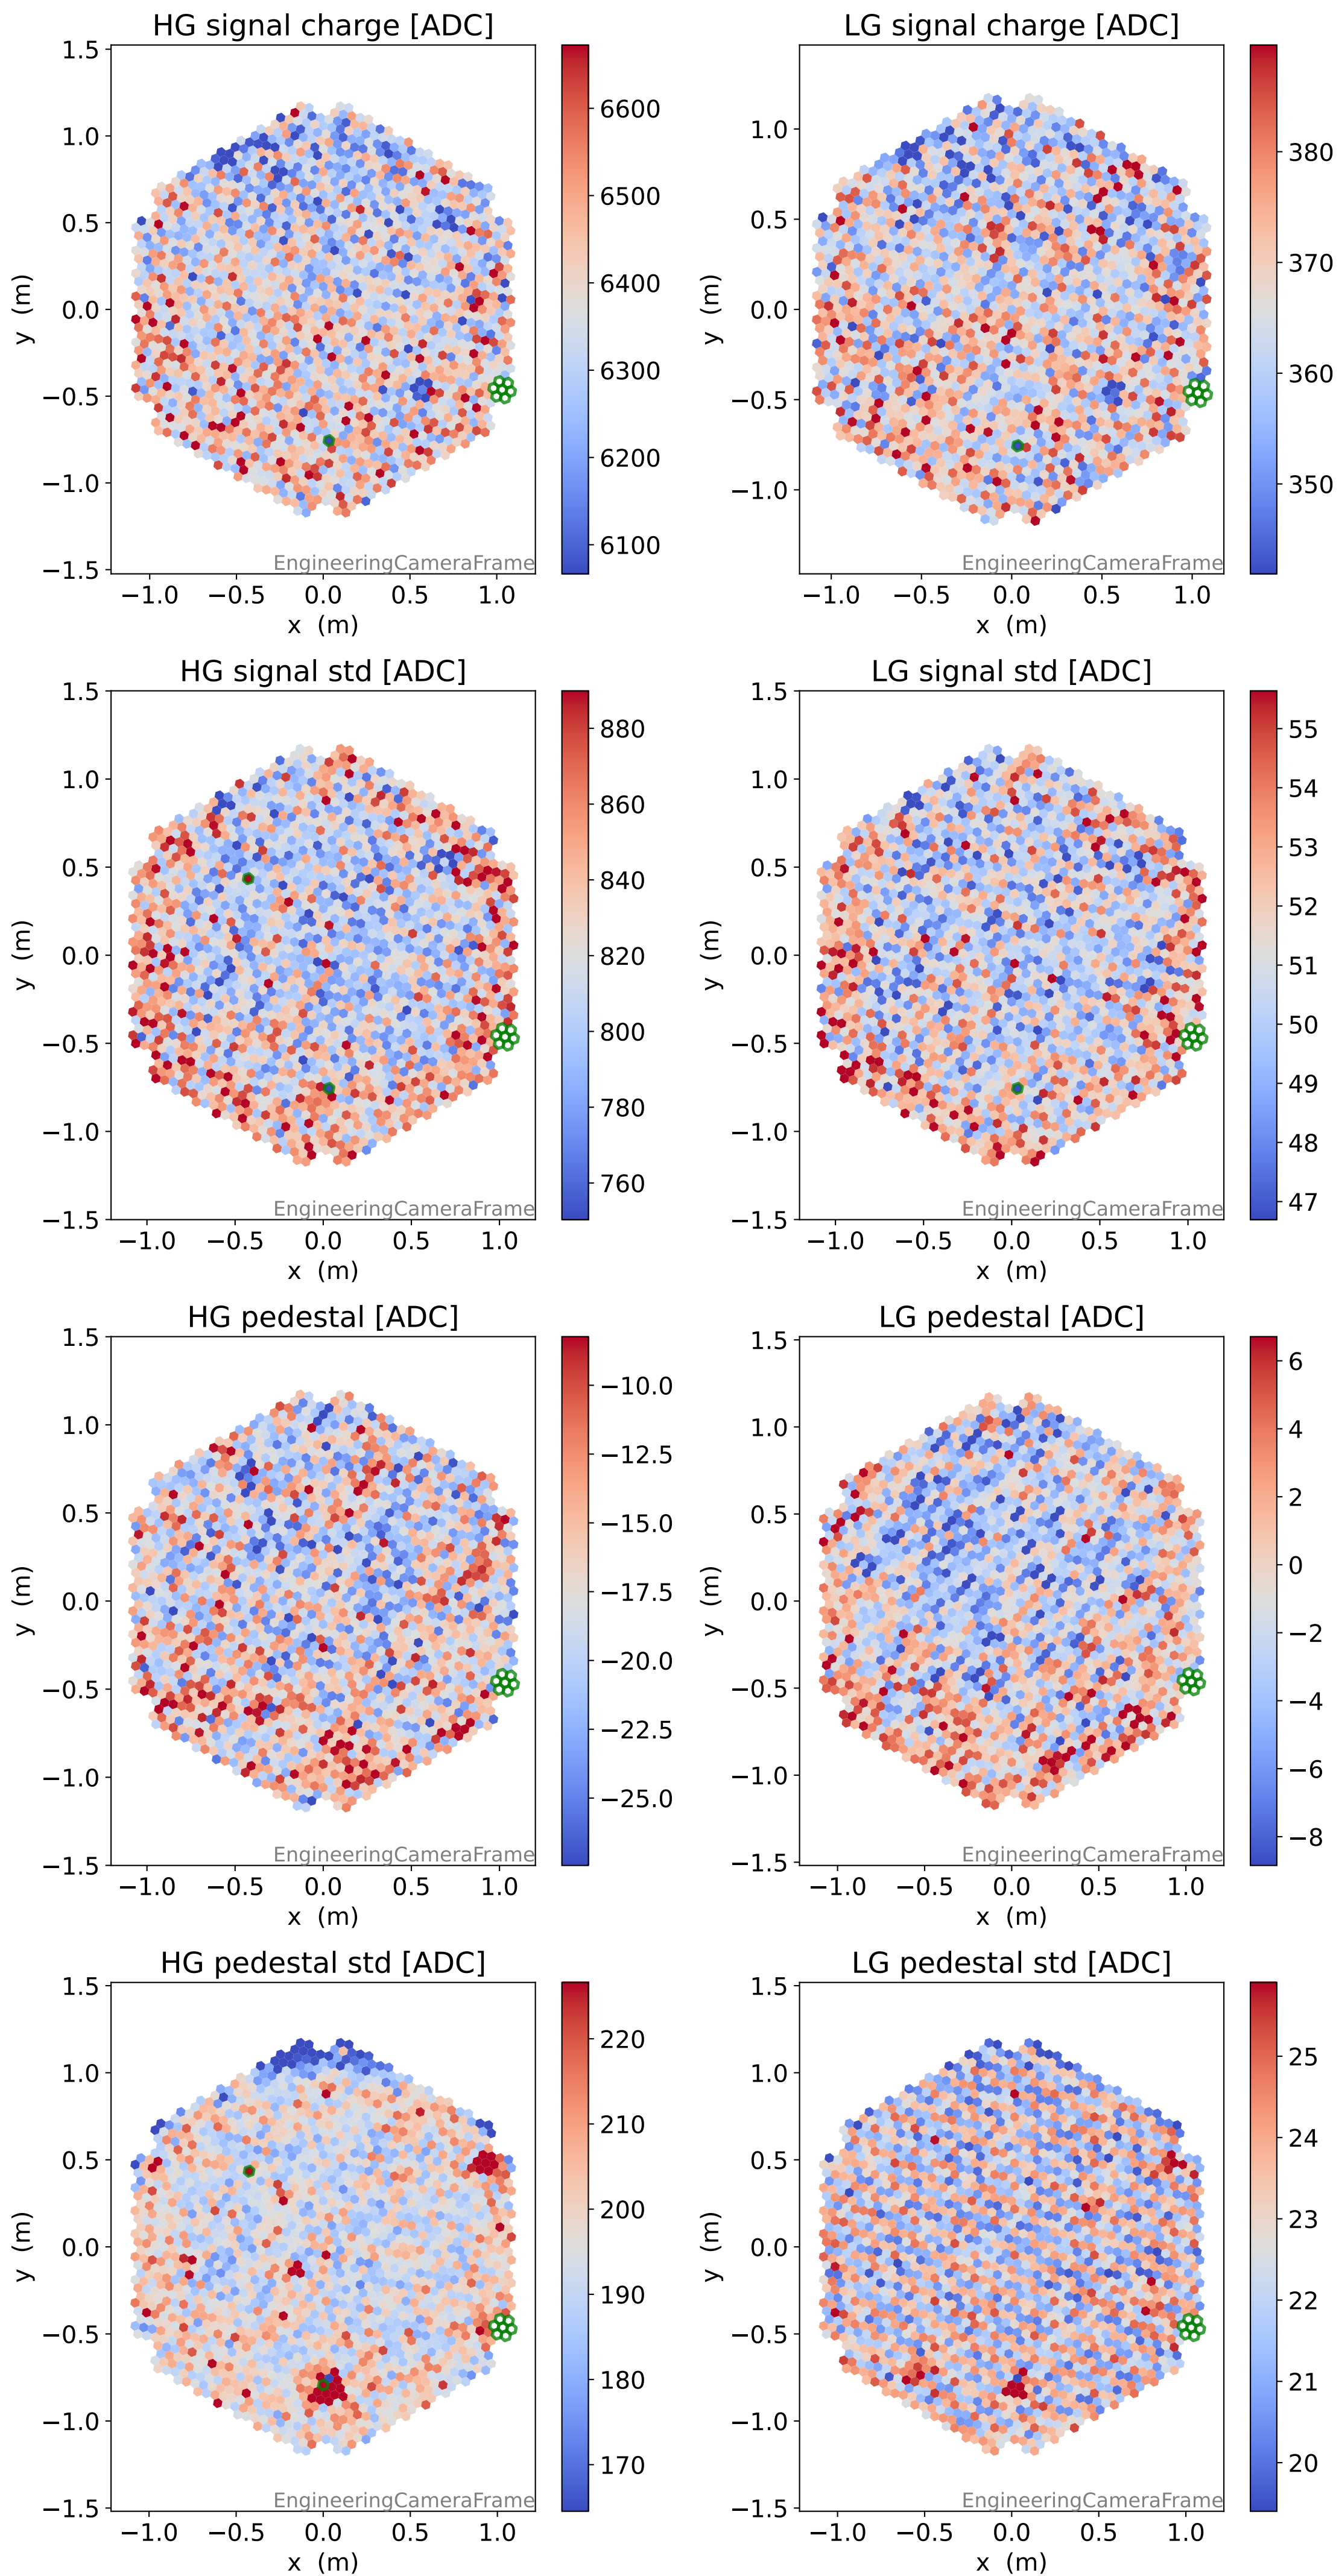 HG signal charge [ADC]
1.5
1.0
0.5
0.0
−0.5
−1.0
−1.5
y (m)
EngineeringCameraFrame
−1.0 −0.5 0.0 0.5 1.0
x (m)
6600
6500
6400
6300
6200
6100
LG signal charge [ADC]
1.0
0.5
0.0
−0.5
−1.0
y (m)
EngineeringCameraFrame
−1.0 −0.5 0.0 0.5 1.0
x (m)
380
370
360
350
HG signal std [ADC]
1.5
1.0
0.5
0.0
−0.5
−1.0
−1.5
y (m)
EngineeringCameraFrame
−1.0 −0.5 0.0 0.5 1.0
x (m)
880
860
840
820
800
780
760
LG signal std [ADC]
1.5
1.0
0.5
0.0
−0.5
−1.0
−1.5
y (m)
EngineeringCameraFrame
−1.0 −0.5 0.0 0.5 1.0
x (m)
55
54
53
52
51
50
49
48
47
HG pedestal [ADC]
1.5
1.0
0.5
0.0
−0.5
−1.0
−1.5
y (m)
EngineeringCameraFrame
−1.0 −0.5 0.0 0.5 1.0
x (m)
−10.0
−12.5
−15.0
−17.5
−20.0
−22.5
−25.0
LG pedestal [ADC]
1.5
1.0
0.5
0.0
−0.5
−1.0
−1.5
y (m)
EngineeringCameraFrame
−1.0 −0.5 0.0 0.5 1.0
x (m)
6
4
2
0
−2
−4
−6
−8
HG pedestal std [ADC]
1.5
1.0
0.5
0.0
−0.5
−1.0
−1.5
y (m)
EngineeringCameraFrame
−1.0 −0.5 0.0 0.5 1.0
x (m)
220
210
200
190
180
170
LG pedestal std [ADC]
1.5
1.0
0.5
0.0
−0.5
−1.0
−1.5
y (m)
EngineeringCameraFrame
−1.0 −0.5 0.0 0.5 1.0
x (m)
25
24
23
22
21
20